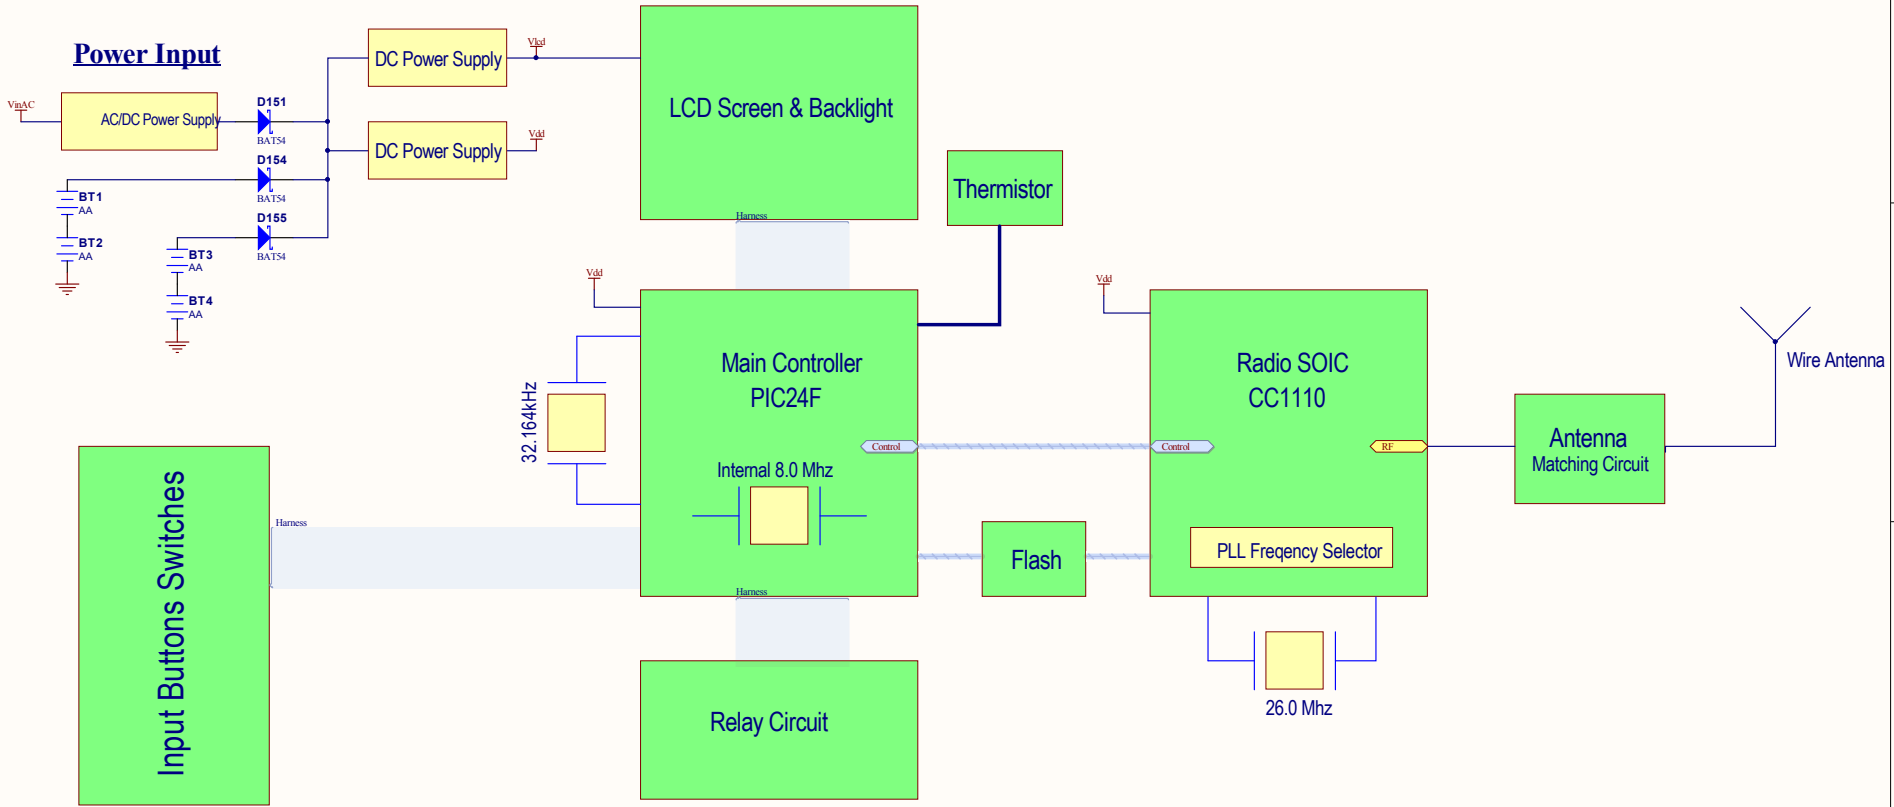 Power Input
VinAC
AC/DC Power Supply
D151
BAT54
D154
BAT54
D155
BAT54
BT1
AA
BT2
AA
BT3
AA
BT4
AA
DC Power Supply
Vlcd
DC Power Supply
Vdd
LCD Screen & Backlight
Harness
Thermistor
Vdd
32.164kHz
Main Controller
PIC24F
Control
Internal 8.0 Mhz
Vdd
Radio SOIC
CC1110
Control
RF
PLL Freqency Selector
26.0 Mhz
Flash
Antenna
Matching Circuit
Wire Antenna
Input Buttons Switches
Harness
Harness
Relay Circuit